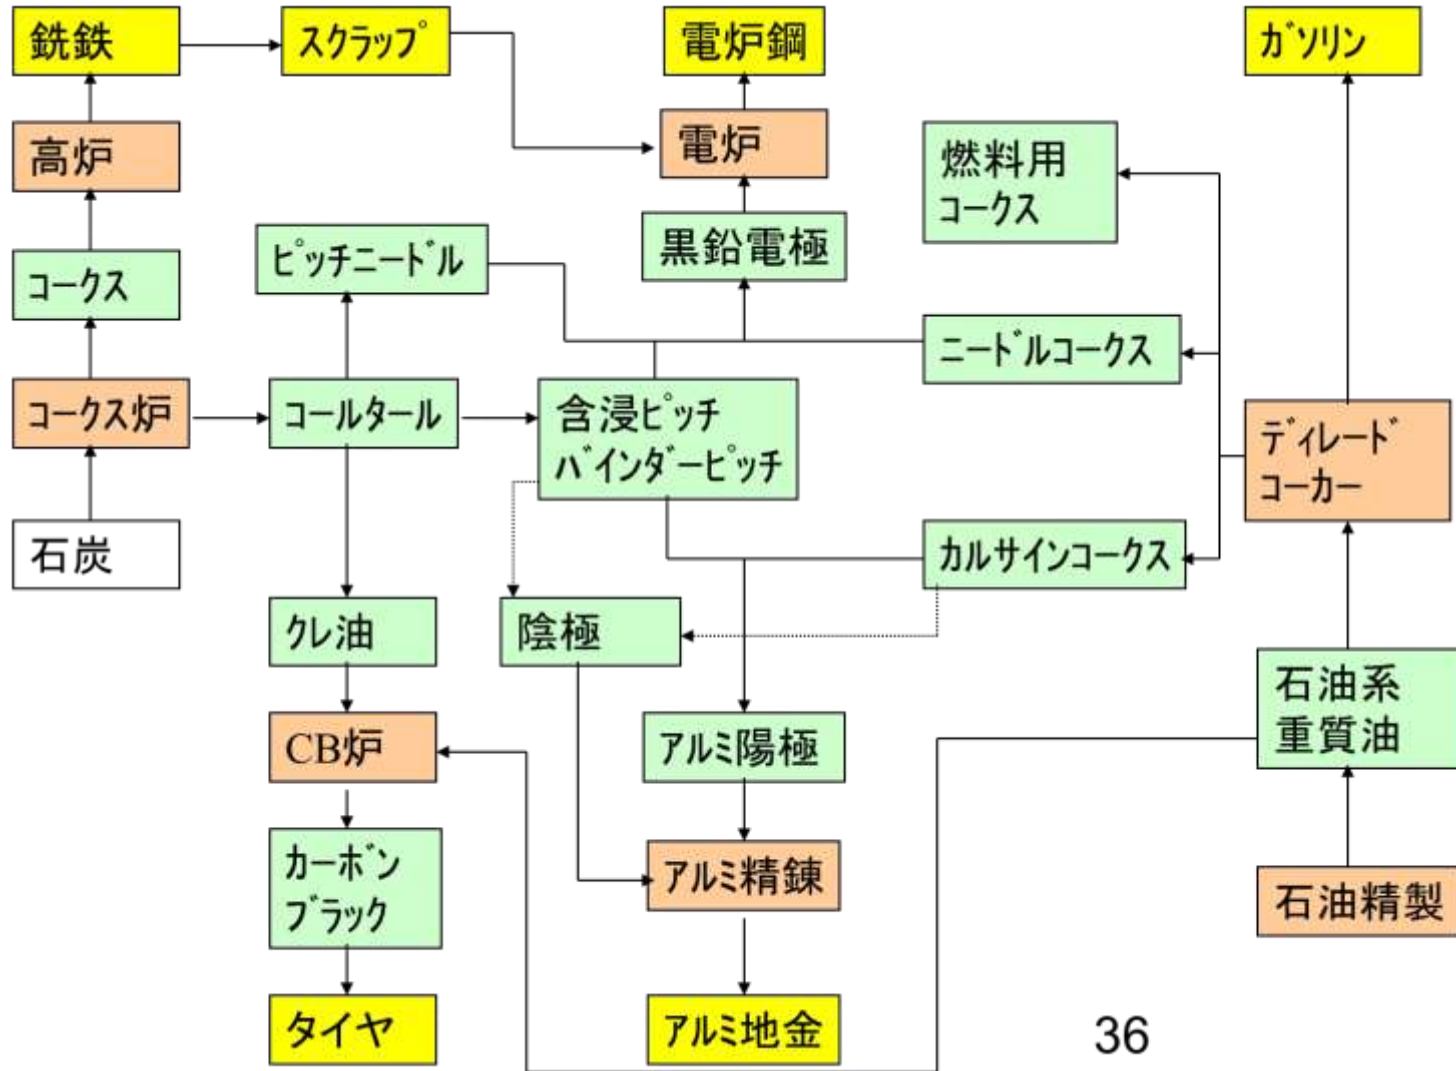 銑鉄
スクラップ
電炉鋼
ガソリン
高炉
電炉
燃料用
コークス
ピッチニードル
黒鉛電極
コークス
ニードルコークス
コークス炉
コールタール
含浸ピッチ
バインダーピッチ
ディレード
コーカー
石炭
カルサインコークス
クレ油
陰極
石油系
重質油
CB炉
アルミ陽極
カーボン
ブラック
アルミ精錬
石油精製
タイヤ
アルミ地金
36